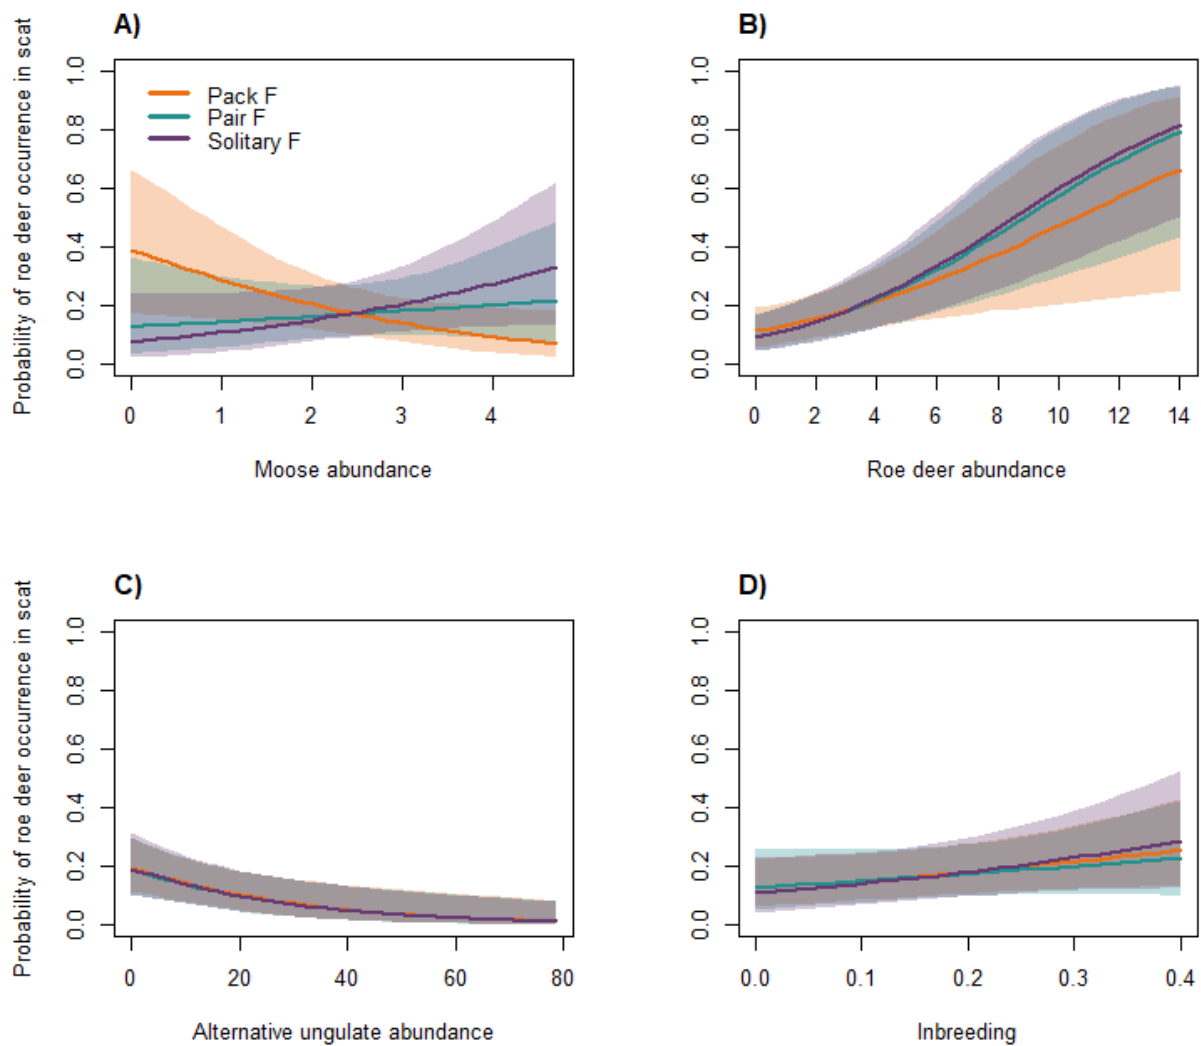 A)
Probability of roe deer occurrence in scat
1.0
0.8
0.6
0.4
0.2
0.0
Pack F
Pair F
Solitary F
0 1 2 3 4
Moose abundance
B)
1.0
0.8
0.6
0.4
0.2
0.0
0 2 4 6 8 10 12 14
Roe deer abundance
C)
Probability of roe deer occurrence in scat
1.0
0.8
0.6
0.4
0.2
0.0
0 20 40 60 80
Alternative ungulate abundance
D)
1.0
0.8
0.6
0.4
0.2
0.0
0.0 0.1 0.2 0.3 0.4
Inbreeding